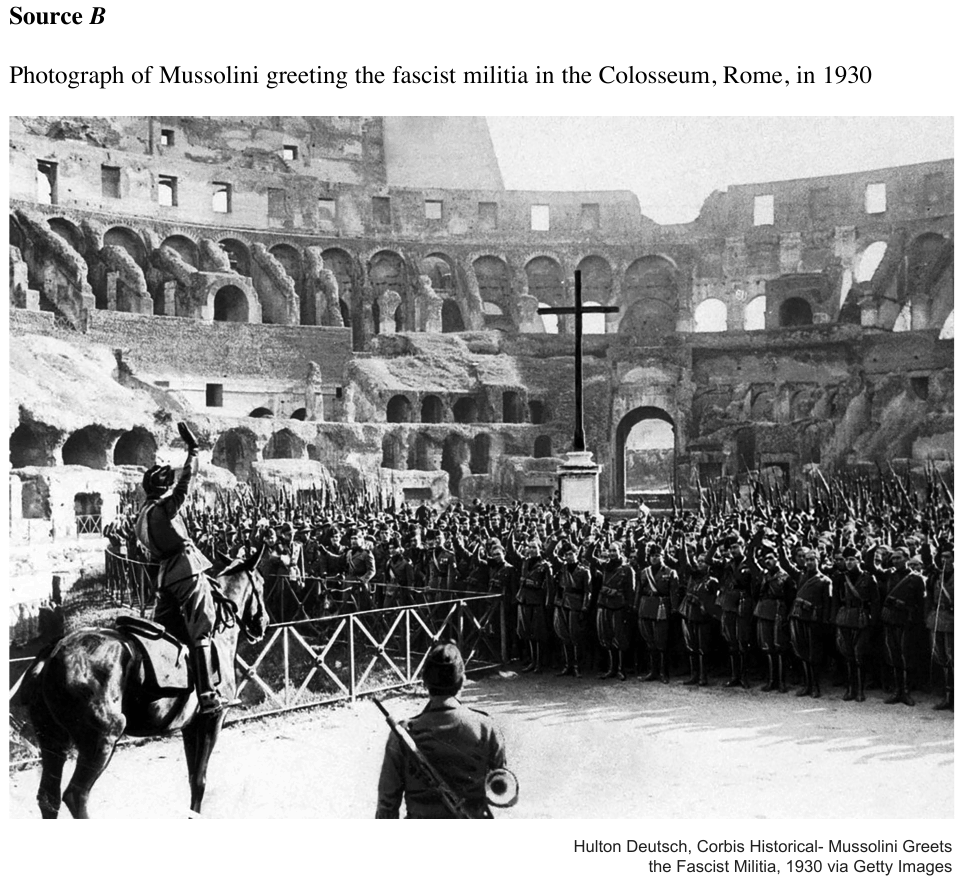 Source B
Photograph of Mussolini greeting the fascist militia in the Colosseum, Rome, in 1930
Hulton Deutsch, Corbis Historical- Mussolini Greets
the Fascist Militia, 1930 via Getty Images